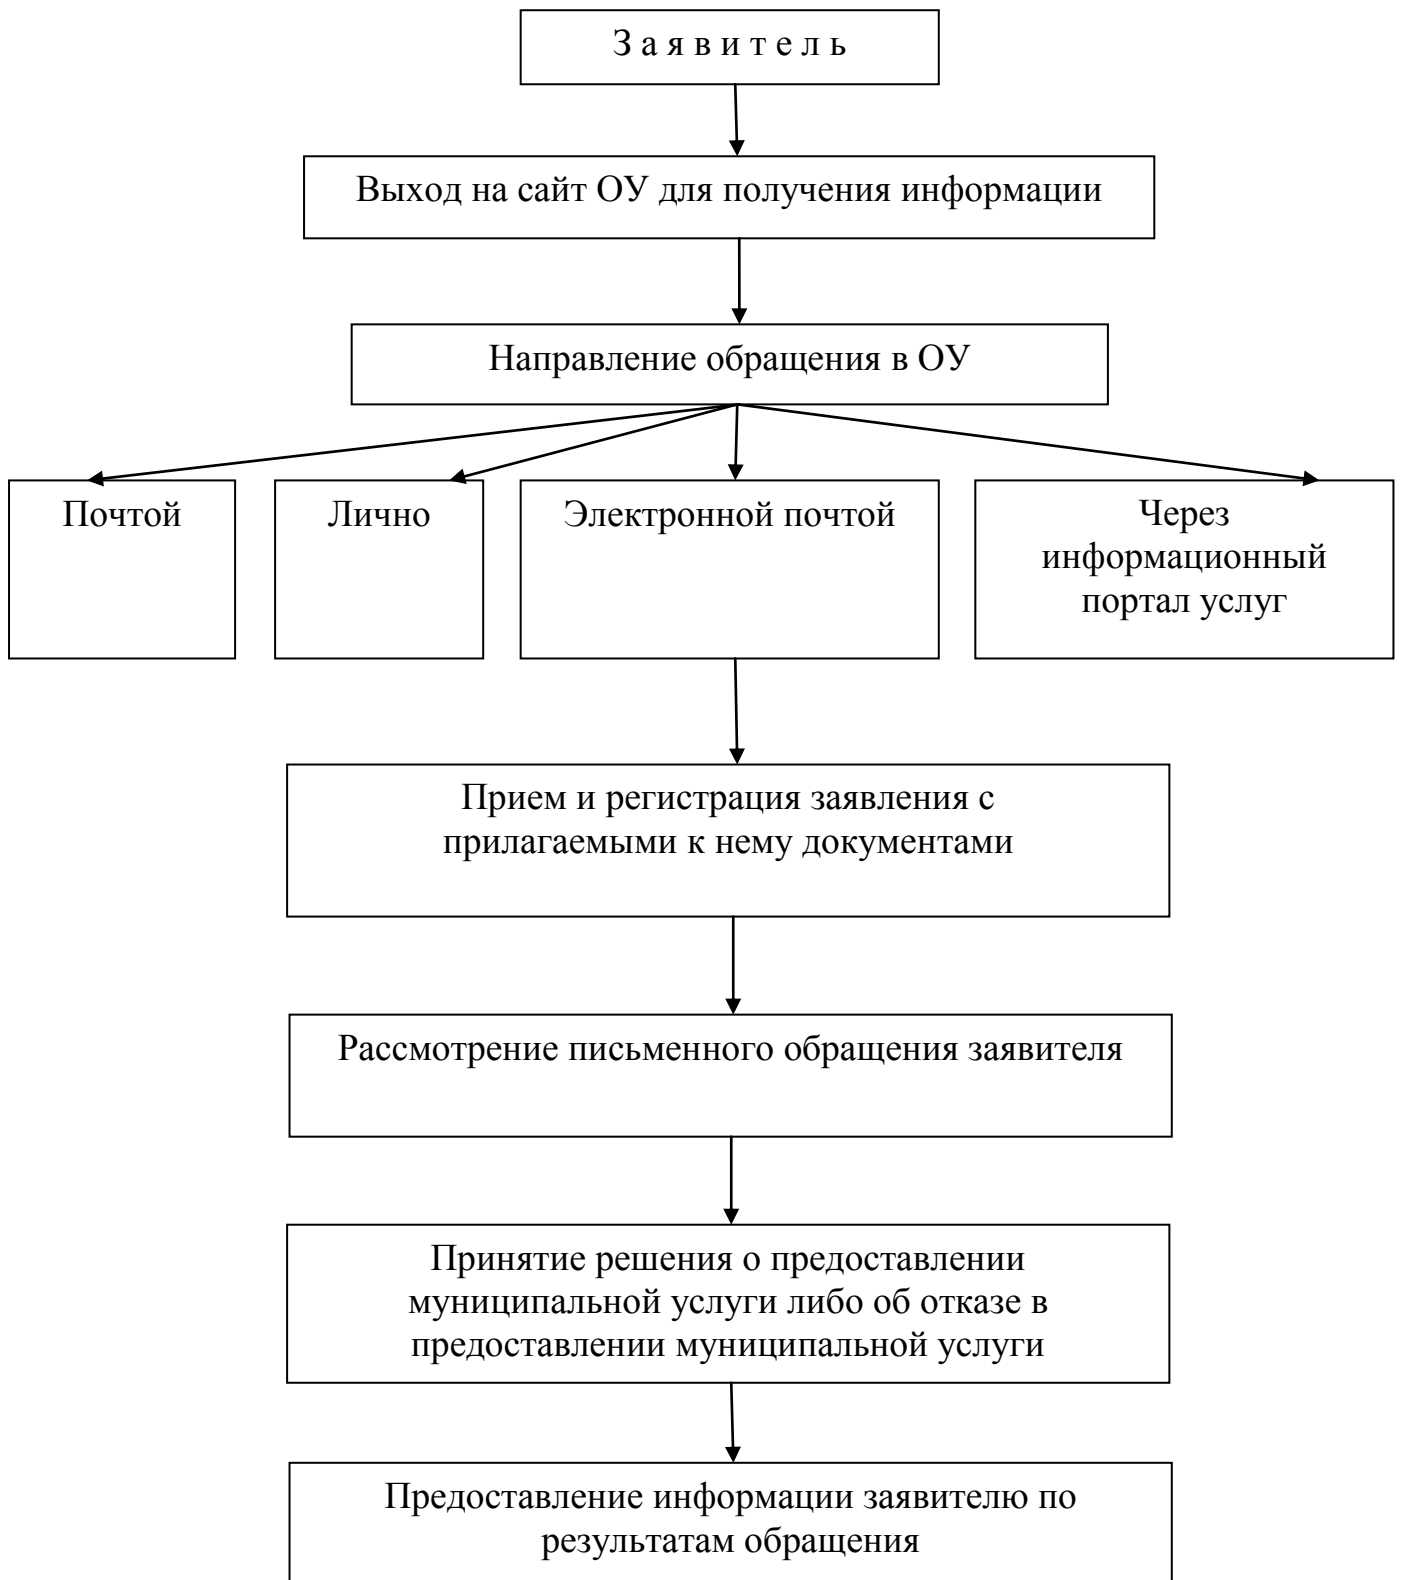 З а я в и т е л ь
Выход на сайт ОУ для получения информации
Направление обращения в ОУ
Почтой
Лично
Электронной почтой
Через
информационный
портал услуг
Прием и регистрация заявления с
прилагаемыми к нему документами
Рассмотрение письменного обращения заявителя
Принятие решения о предоставлении
муниципальной услуги либо об отказе в
предоставлении муниципальной услуги
Предоставление информации заявителю по
результатам обращения